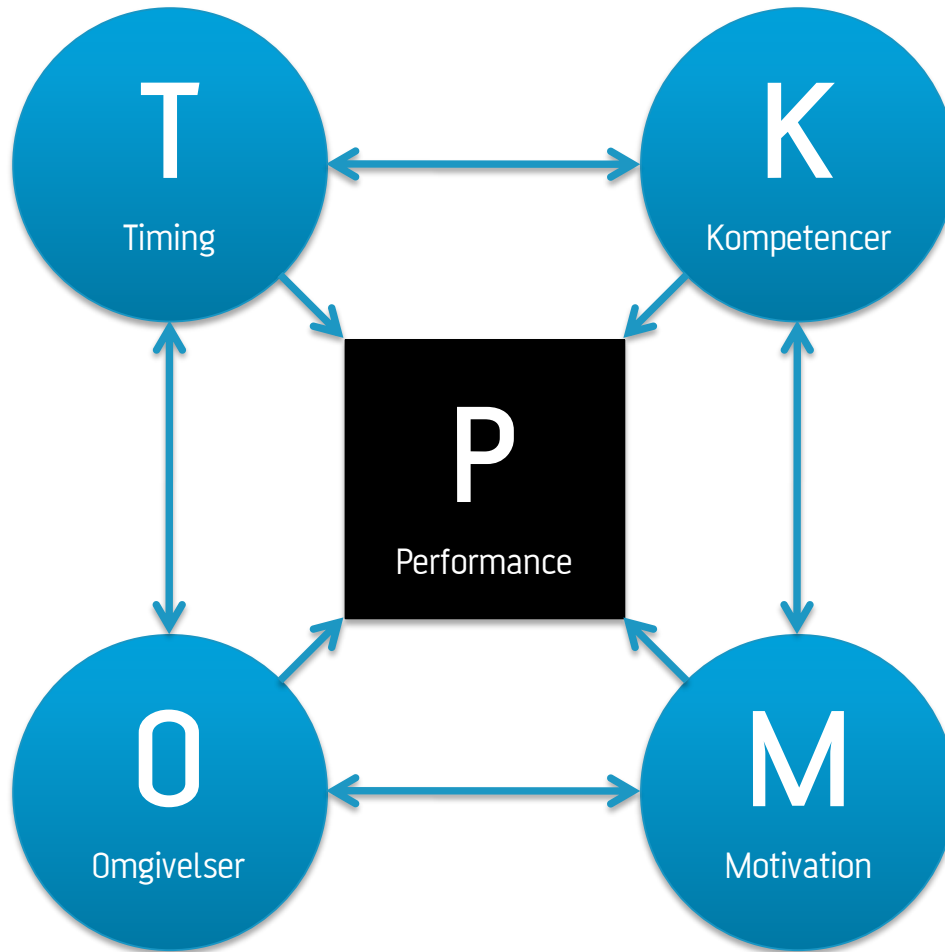 T
Timing
K
Kompetencer
P
Performance
O
Omgivelser
M
Motivation